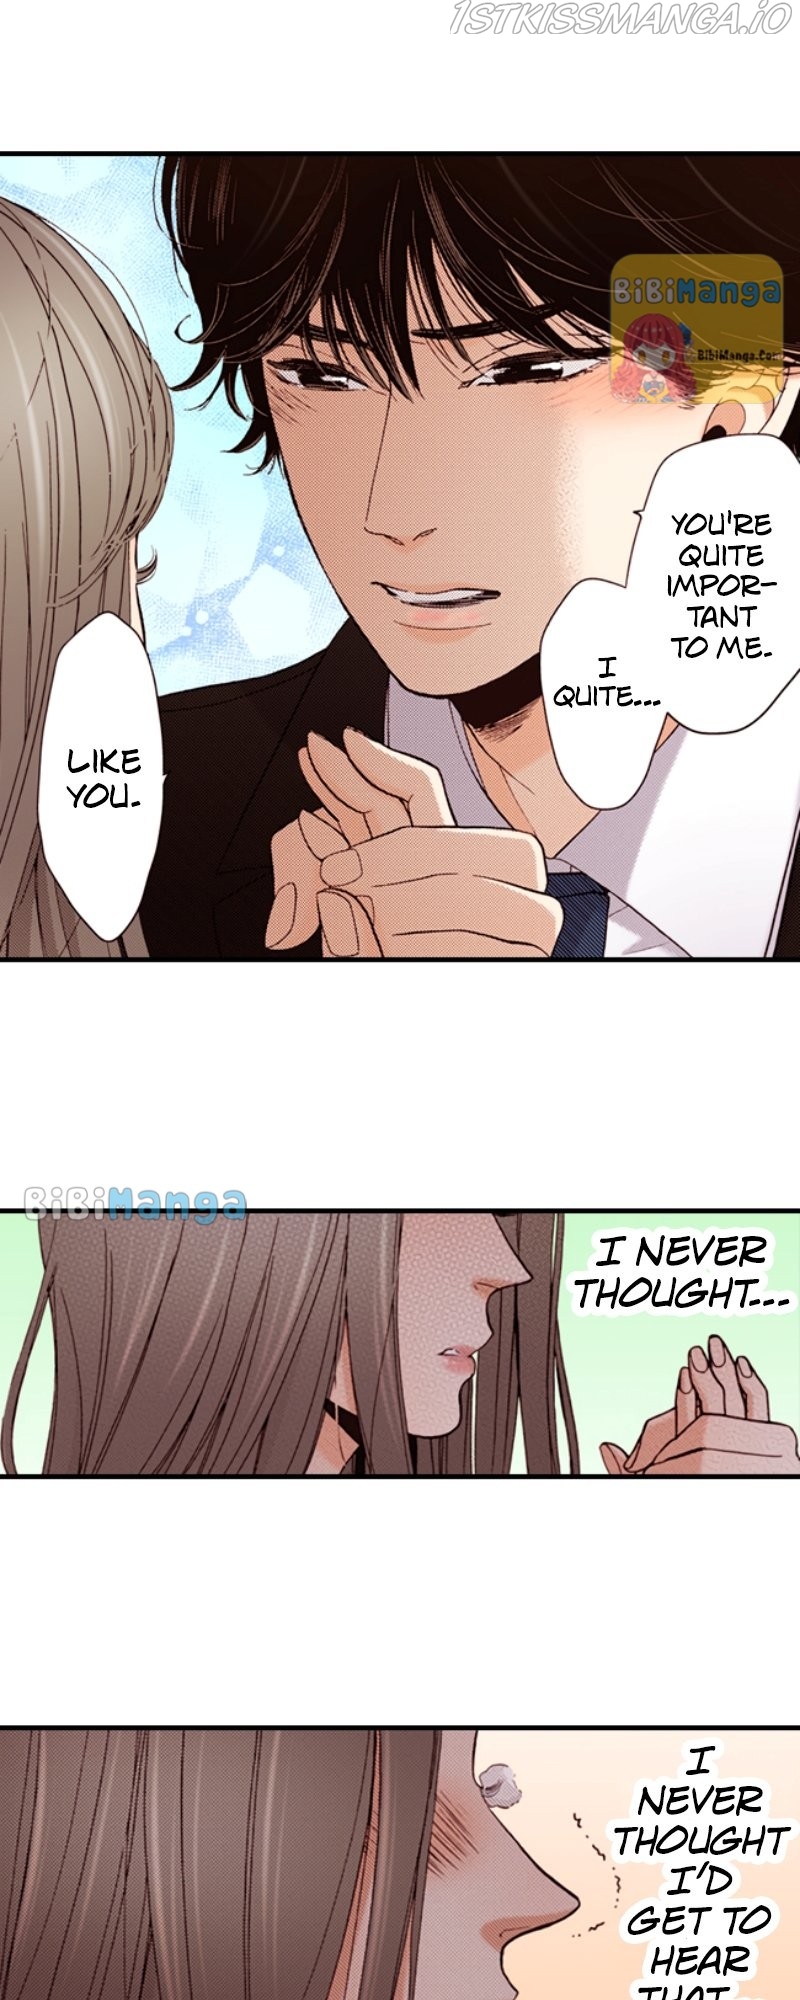 1STKISSMANGA.IO
BiBiManga
BibiManga.Com
YOU'RE
QUITE
IMPOR-
TANT
TO ME.
I
QUITE...
LIKE
YOU.
BiBiManga
I NEVER
THOUGHT...
I
NEVER
THOUGHT
I'D
GET TO
HEAR
THAT